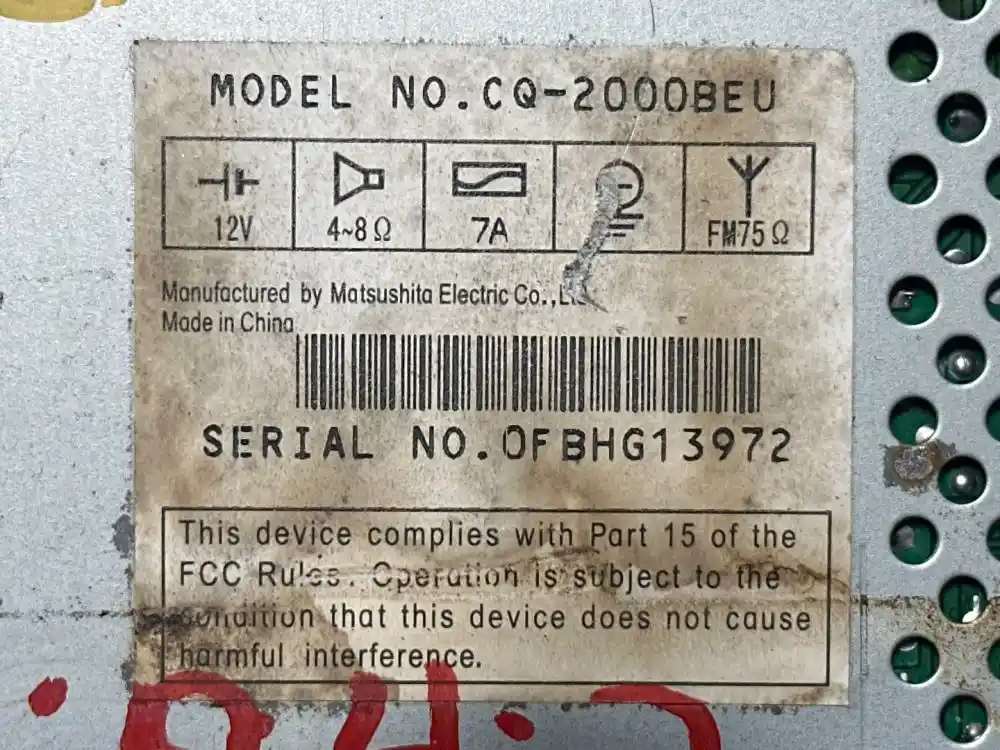 MODEL NO.CQ-2000BEU
12V 4~8Ω 7A FM75Ω
Manufactured by Matsushita Electric Co.,
Made in China
SERIAL NO.0FBHG13972
This device complies with Part 15 of the
FCC Rules. Operation is subject to the
condition that this device does not cause
harmful interference.